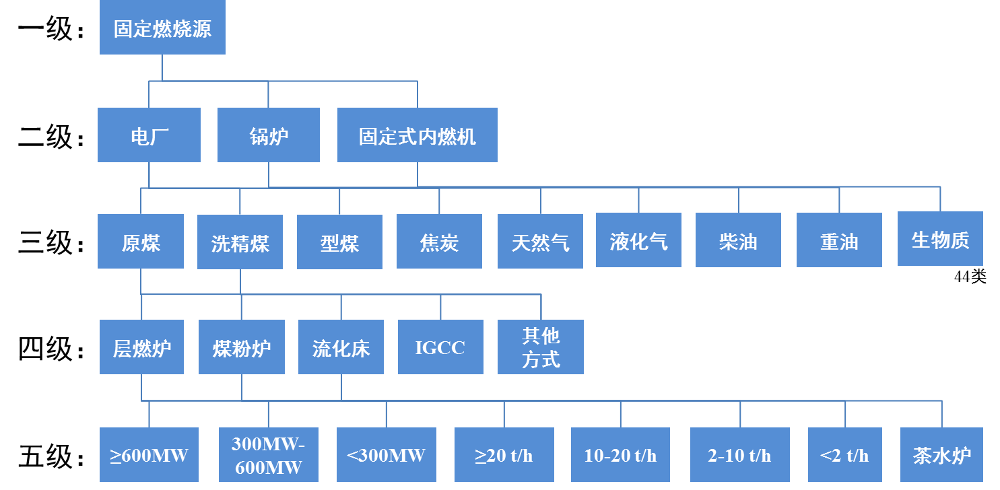 一级：
固定燃烧源
二级：
电厂
锅炉
固定式内燃机
三级：
原煤
洗精煤
型煤
焦炭
天然气
液化气
柴油
重油
生物质
44类
四级：
层燃炉
煤粉炉
流化床
IGCC
其他
方式
五级：
≥600MW
300MW-
600MW
<300MW
≥20 t/h
10-20 t/h
2-10 t/h
<2 t/h
茶水炉